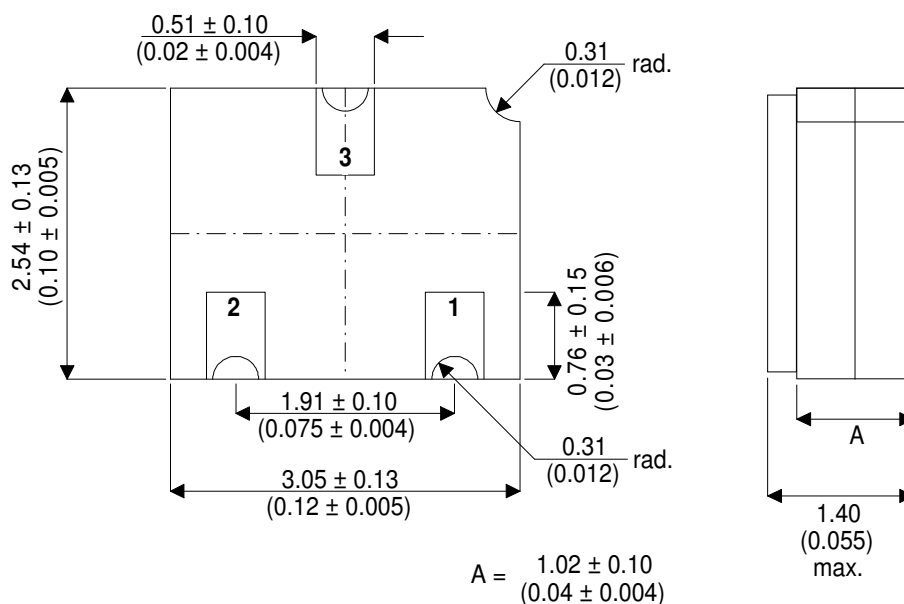 0.51 ± 0.10
(0.02 ± 0.004)
0.31
(0.012)
rad.
3
2.54 ± 0.13
(0.10 ± 0.005)
2
1
0.76 ± 0.15
(0.03 ± 0.006)
1.91 ± 0.10
(0.075 ± 0.004)
A
0.31
(0.012)
rad.
3.05 ± 0.13
(0.12 ± 0.005)
1.40
(0.055)
max.
A =
1.02 ± 0.10
(0.04 ± 0.004)